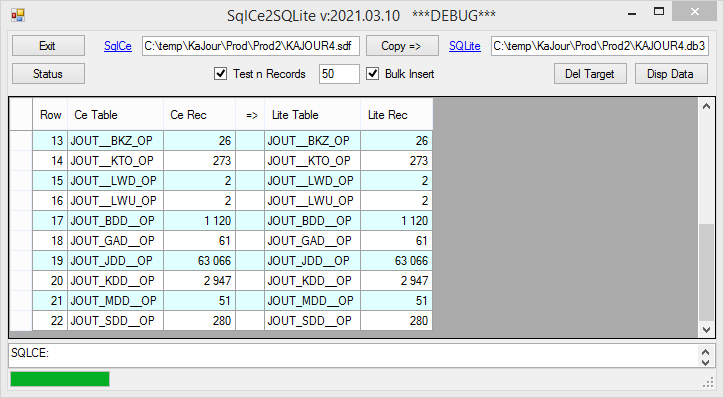 SqlCe2SQLite v:2021.03.10 ***DEBUG***
Exit SqlCe C:\temp\KaJour\Prod\Prod2\KAJOUR4.sdf Copy => SQLite C:\temp\KaJour\Prod\Prod2\KAJOUR4.db3
Status Test n Records 50 Bulk Insert Del Target Disp Data
Row Ce Table Ce Rec => Lite Table Lite Rec
13 JOUT__BKZ_OP 26 JOUT__BKZ_OP 26
14 JOUT__KTO_OP 273 JOUT__KTO_OP 273
15 JOUT__LWD_OP 2 JOUT__LWD_OP 2
16 JOUT__LWU_OP 2 JOUT__LWU_OP 2
17 JOUT_BDD__OP 1 120 JOUT_BDD__OP 1 120
18 JOUT_GAD__OP 61 JOUT_GAD__OP 61
19 JOUT_JDD__OP 63 066 JOUT_JDD__OP 63 066
20 JOUT_KDD__OP 2 947 JOUT_KDD__OP 2 947
21 JOUT_MDD__OP 51 JOUT_MDD__OP 51
22 JOUT_SDD__OP 280 JOUT_SDD__OP 280
SQLCE: